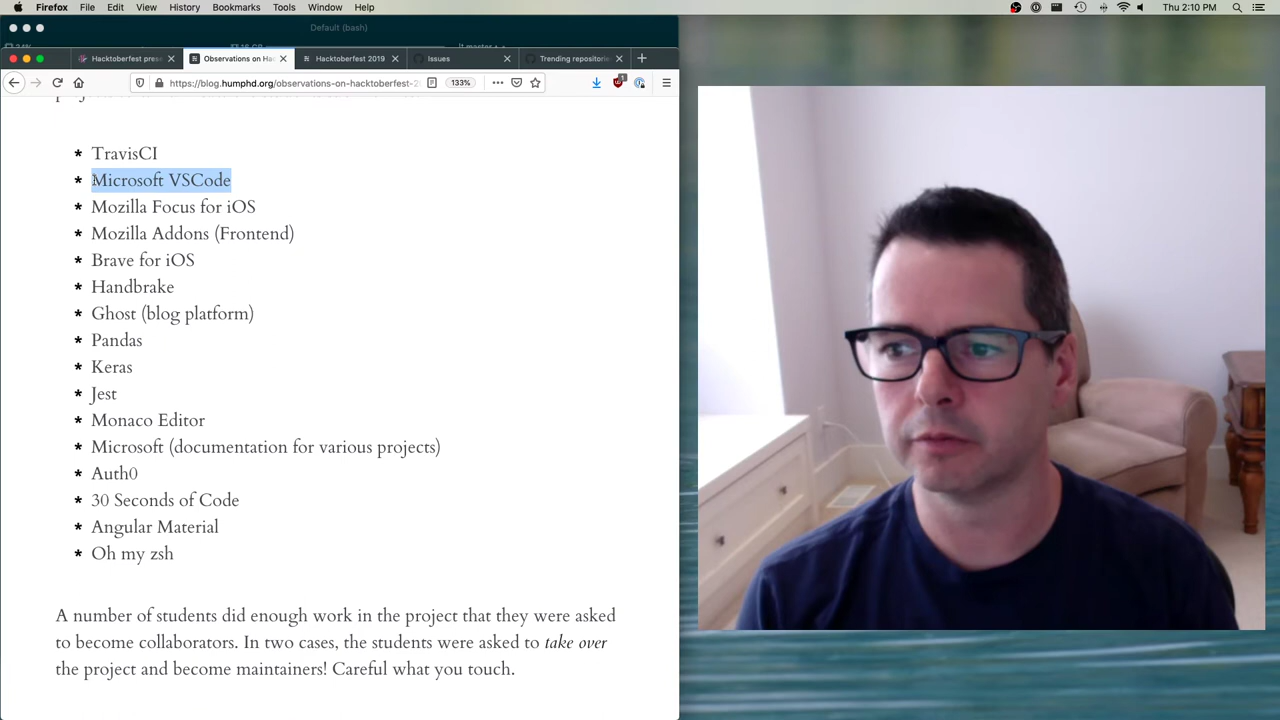 Firefox File Edit View History Bookmarks Tools Window Help
Thu 2:10 PM
Default (bash)
Hacktoberfest pres
Observations on Ha
Hacktoberfest 2019
Issues
Trending repositorie
https://blog.humphd.org/observations-on-hacktoberfest-2
133%
* TravisCI
* Microsoft VSCode
* Mozilla Focus for iOS
* Mozilla Addons (Frontend)
* Brave for iOS
* Handbrake
* Ghost (blog platform)
* Pandas
* Keras
* Jest
* Monaco Editor
* Microsoft (documentation for various projects)
* Auth0
* 30 Seconds of Code
* Angular Material
* Oh my zsh
A number of students did enough work in the project that they were asked
to become collaborators. In two cases, the students were asked to take over
the project and become maintainers! Careful what you touch.